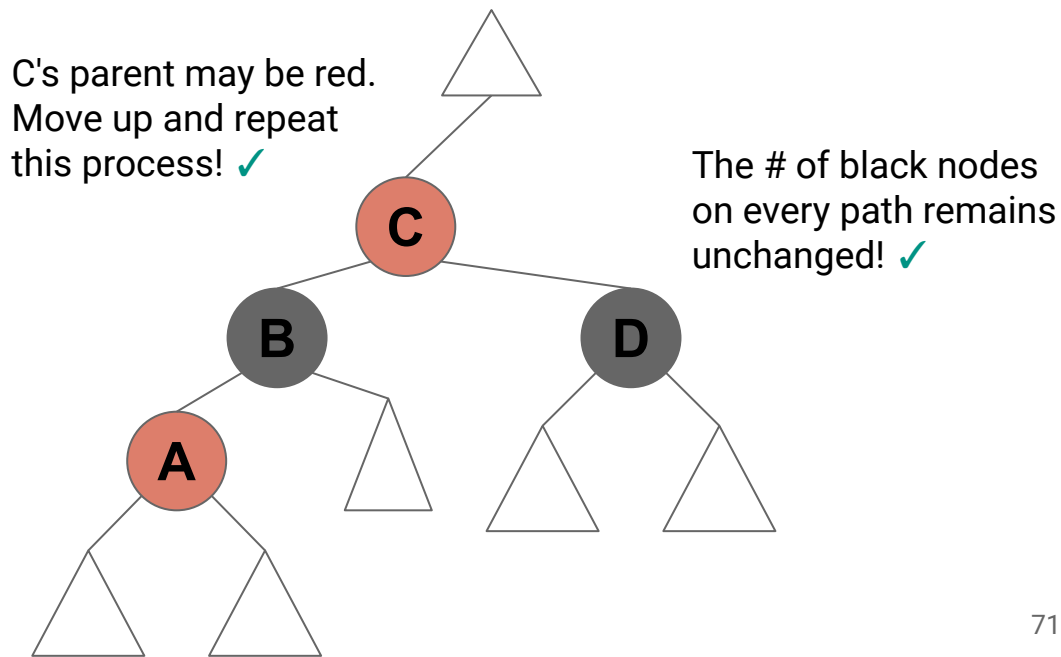 C's parent may be red.
Move up and repeat
this process! ✓
The # of black nodes
on every path remains
unchanged! ✓
C
B
D
A
71